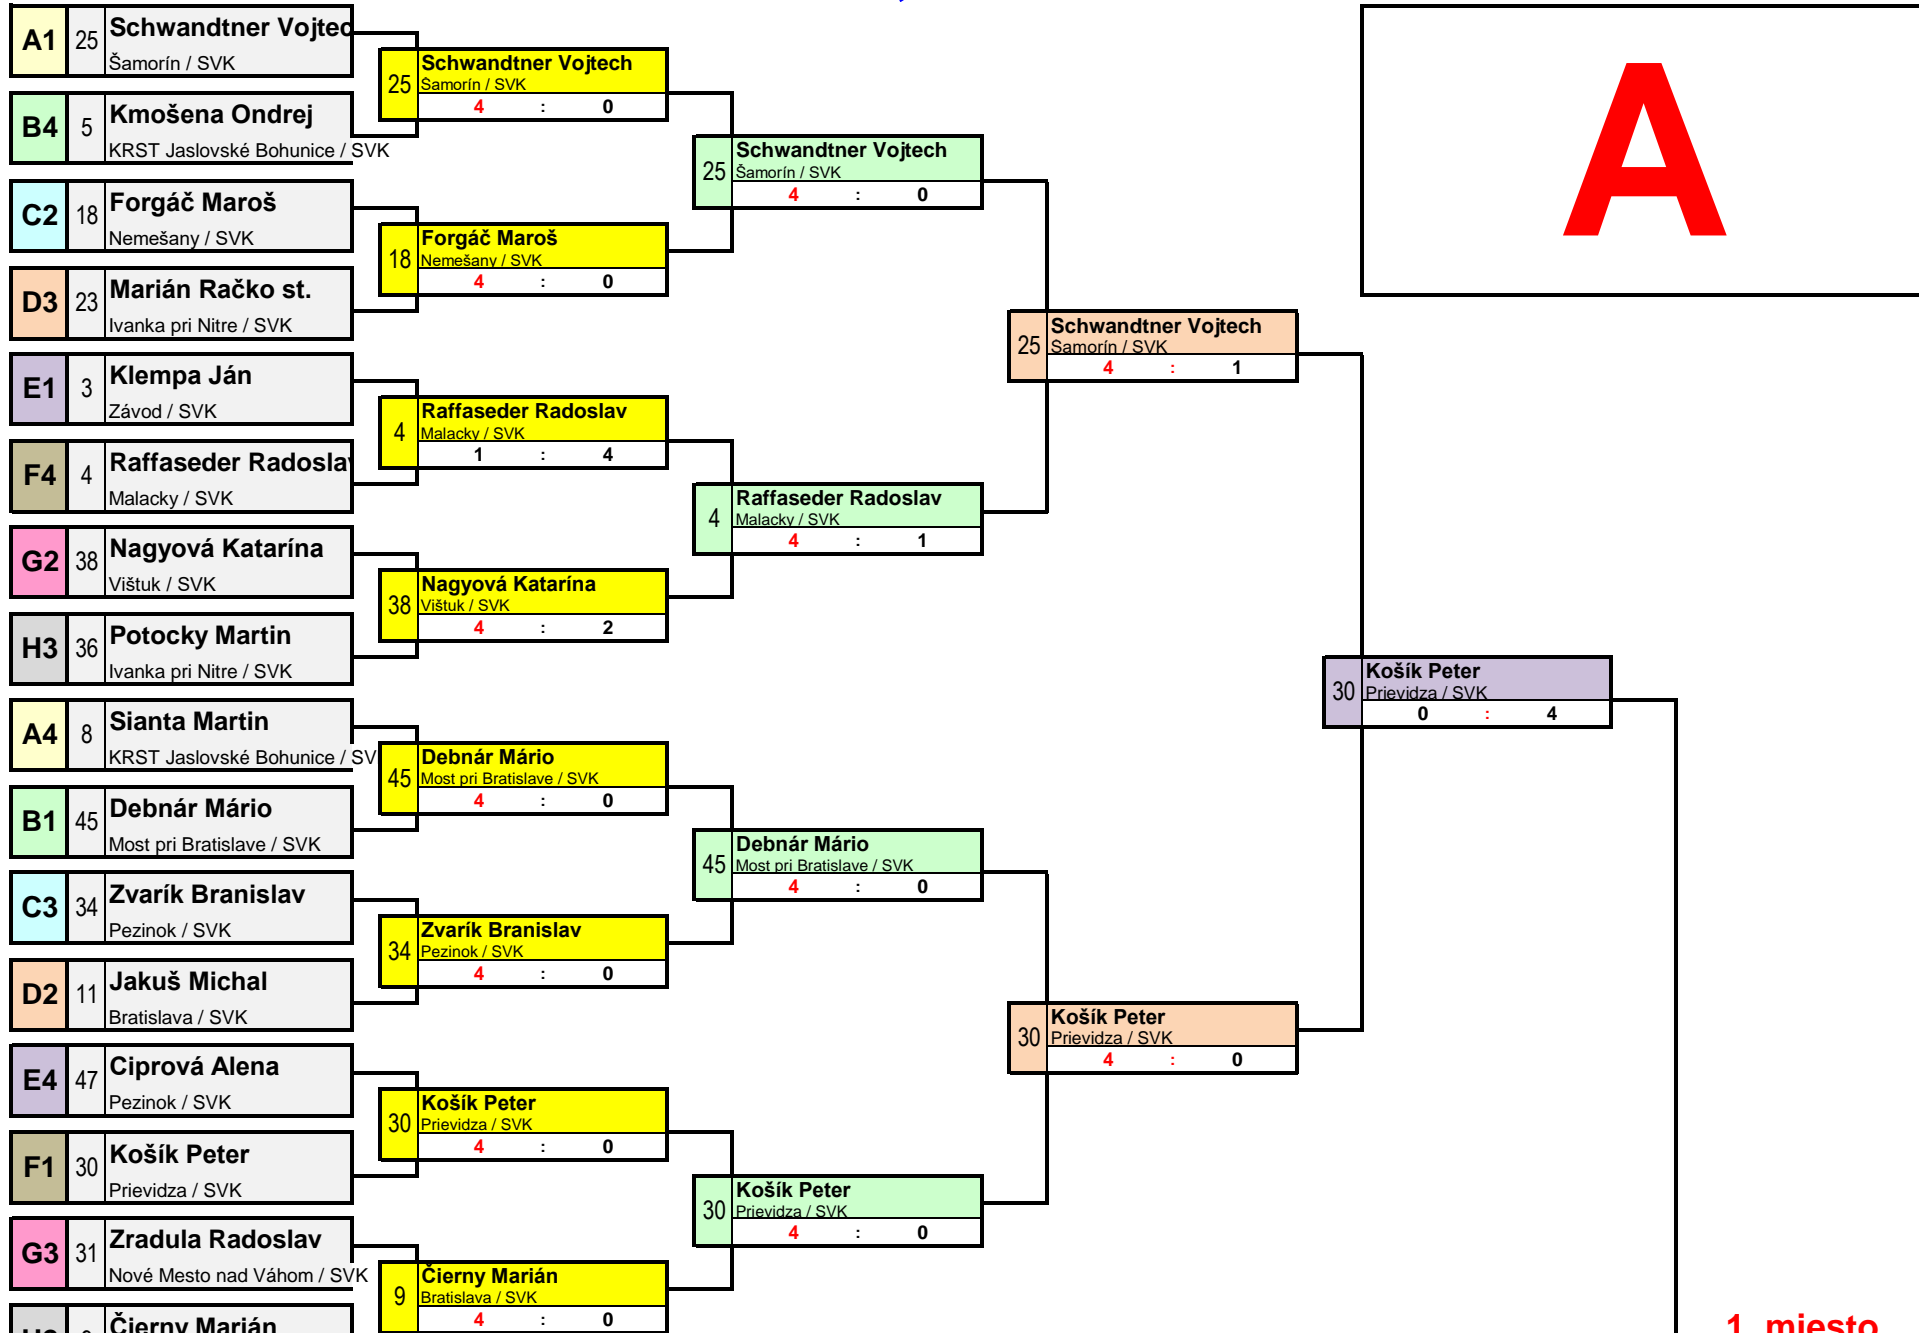 A1 25 Schwandtner Vojtec
Šamorín / SVK
B4 5 Kmošena Ondrej
KRST Jaslovské Bohunice / SVK
C2 18 Forgáč Maroš
Nemešany / SVK
D3 23 Marián Račko st.
Ivanka pri Nitre / SVK
E1 3 Klempa Ján
Závod / SVK
F4 4 Raffaseder Radoslav
Malacky / SVK
G2 38 Nagyová Katarína
Vištuk / SVK
H3 36 Potocky Martin
Ivanka pri Nitre / SVK
A4 8 Sianta Martin
KRST Jaslovské Bohunice / SV
B1 45 Debnár Mário
Most pri Bratislave / SVK
C3 34 Zvarík Branislav
Pezinok / SVK
D2 11 Jakuš Michal
Bratislava / SVK
E4 47 Ciprová Alena
Pezinok / SVK
F1 30 Košík Peter
Prievidza / SVK
G3 31 Zradula Radoslav
Nové Mesto nad Váhom / SVK
Čierny Marián
25 Schwandtner Vojtech
Šamorín / SVK
4 : 0
18 Forgáč Maroš
Nemešany / SVK
4 : 0
4 Raffaseder Radoslav
Malacky / SVK
1 : 4
38 Nagyová Katarína
Vištuk / SVK
4 : 2
45 Debnár Mário
Most pri Bratislave / SVK
4 : 0
34 Zvarík Branislav
Pezinok / SVK
4 : 0
30 Košík Peter
Prievidza / SVK
4 : 0
9 Čierny Marián
Bratislava / SVK
4 : 0
25 Schwandtner Vojtech
Šamorín / SVK
4 : 0
4 Raffaseder Radoslav
Malacky / SVK
4 : 1
45 Debnár Mário
Most pri Bratislave / SVK
4 : 0
30 Košík Peter
Prievidza / SVK
4 : 0
25 Schwandtner Vojtech
Šamorín / SVK
4 : 1
30 Košík Peter
Prievidza / SVK
4 : 0
30 Košík Peter
Prievidza / SVK
0 : 4
A
1. miesto